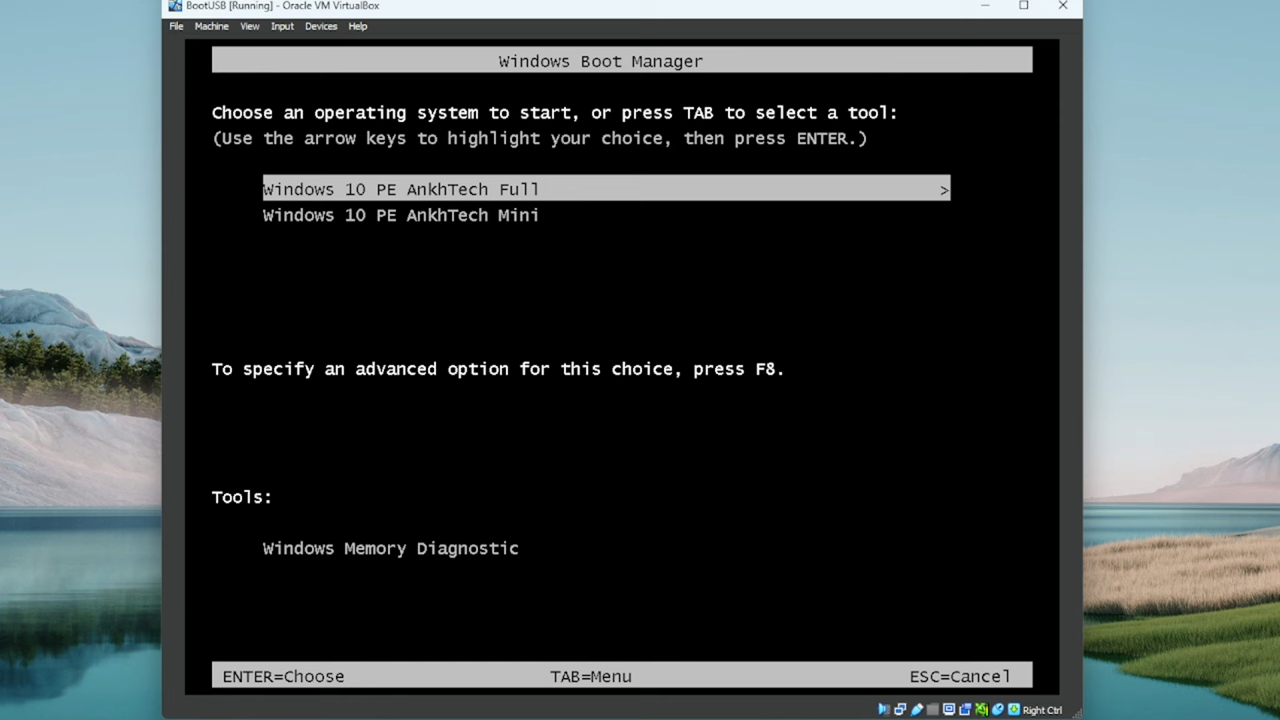 BootUSB [Running] - Oracle VM VirtualBox
File Machine View Input Devices Help
Windows Boot Manager
Choose an operating system to start, or press TAB to select a tool:
(Use the arrow keys to highlight your choice, then press ENTER.)
Windows 10 PE AnkhTech Full >
Windows 10 PE AnkhTech Mini
To specify an advanced option for this choice, press F8.
Tools:
Windows Memory Diagnostic
ENTER=Choose TAB=Menu ESC=Cancel
Right Ctrl